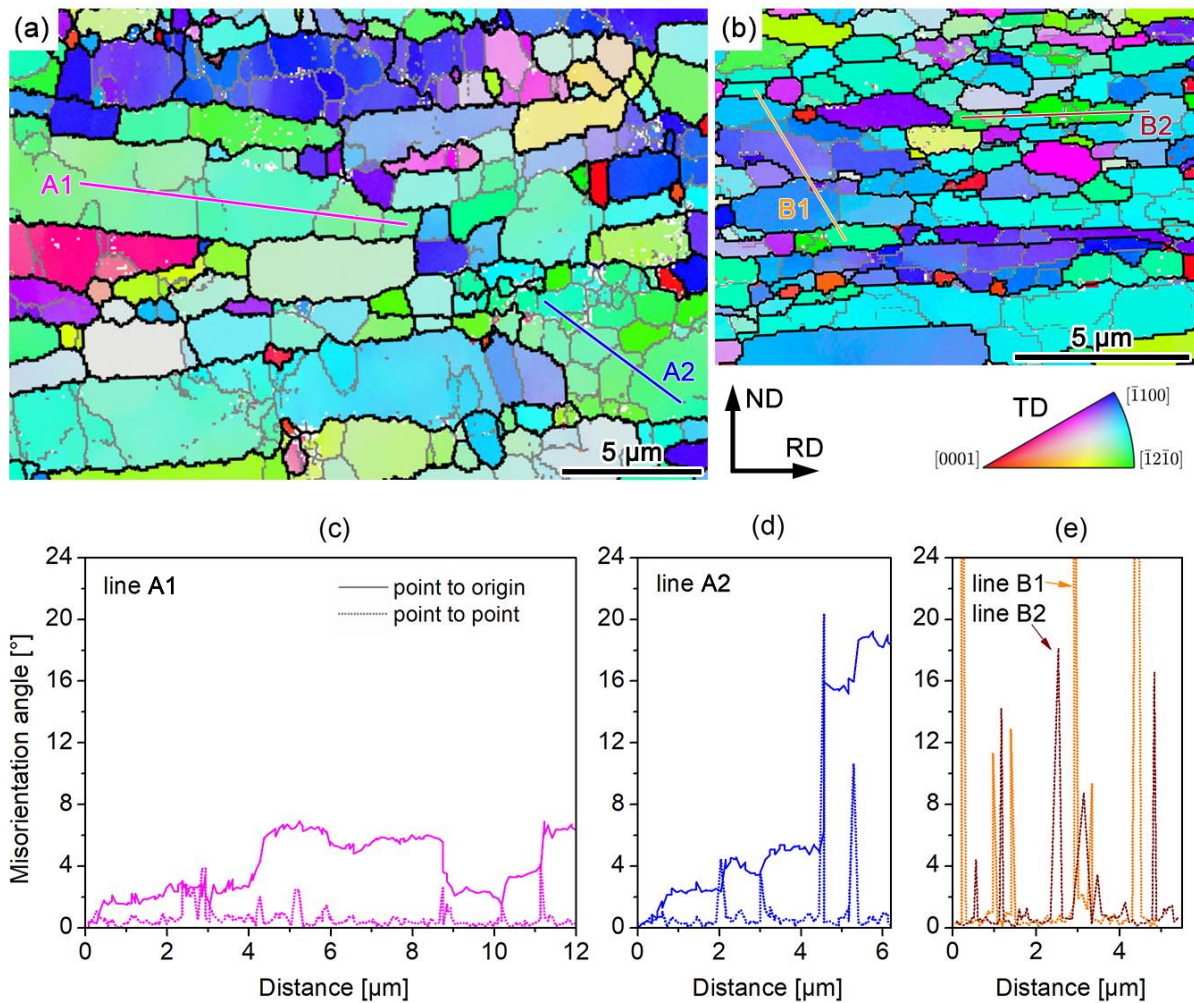 (a)
A1
A2
5 µm
(b)
B1
B2
5 µm
ND
RD
TD
[1̅100]
[0001]
[1̅21̅0]
(c)
(d)
(e)
24
20
16
12
8
4
0
Misorientation angle [°]
line A1
point to origin
point to point
0 2 4 6 8 10 12
Distance [µm]
line A2
0 2 4 6
Distance [µm]
line B1
line B2
0 2 4
Distance [µm]